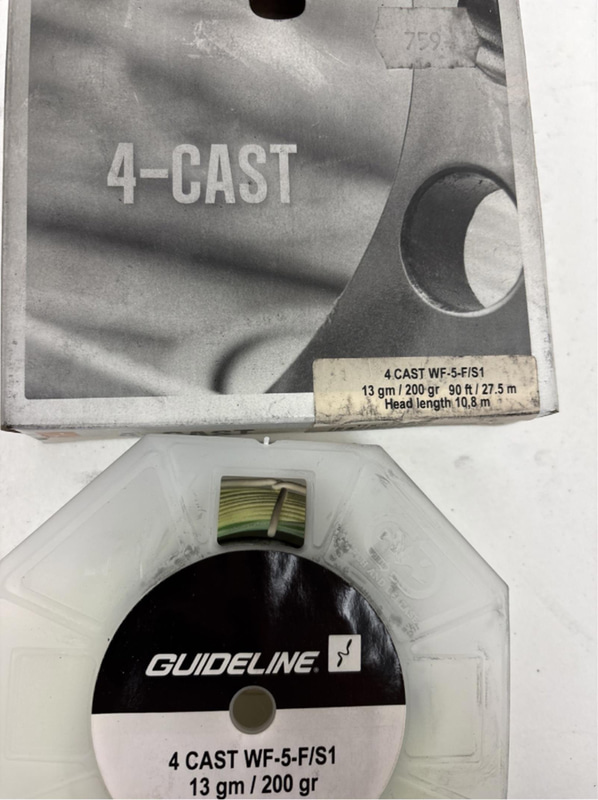 759
4-CAST
4 CAST WF-5-F/S1
13 gm / 200 gr 90 ft / 27.5 m
Head length 10,8 m
GUIDELINE
4 CAST WF-5-F/S1
13 gm / 200 gr